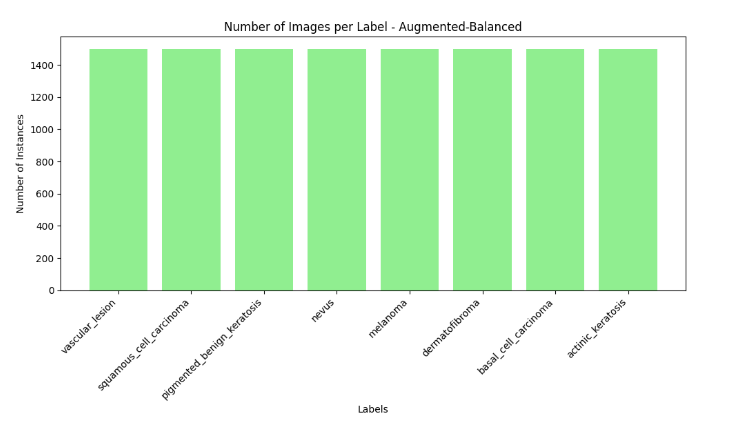 Number of Images per Label - Augmented-Balanced
Number of Instances
1400
1200
1000
800
600
400
200
0
vascular_lesion
squamous_cell_carcinoma
pigmented_benign_keratosis
nevus
melanoma
dermatofibroma
basal_cell_carcinoma
actinic_keratosis
Labels